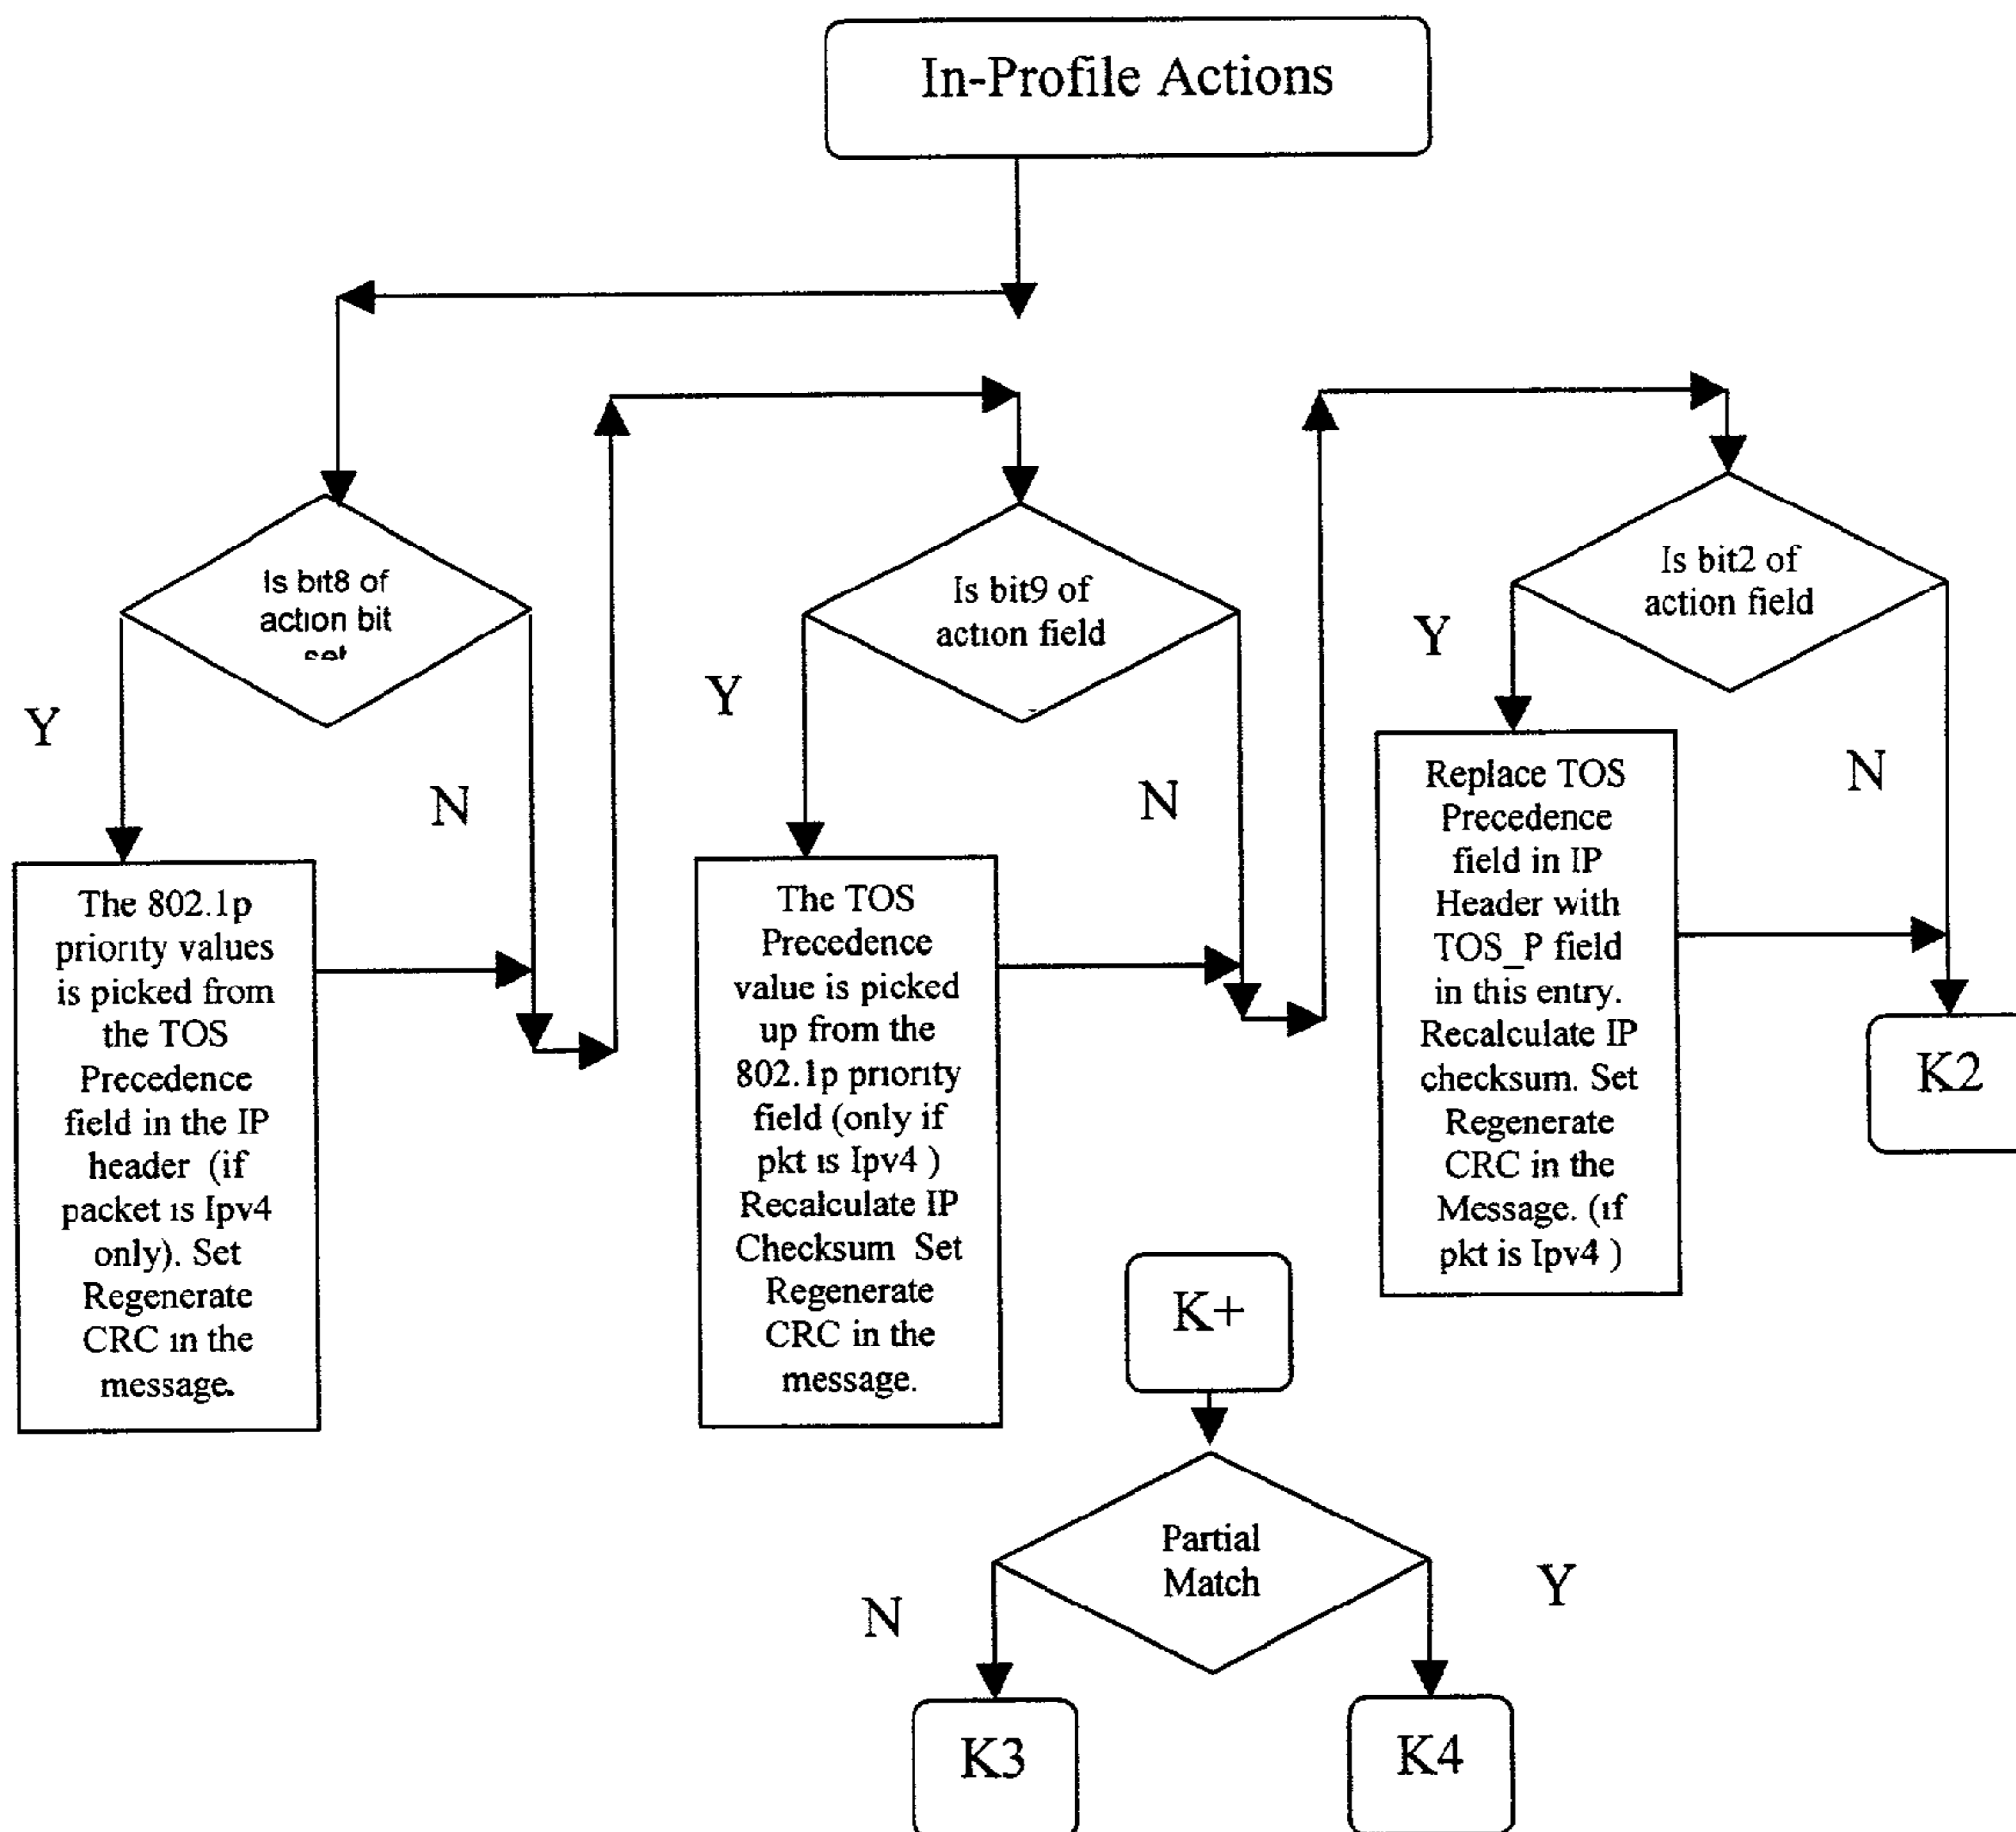 In-Profile Actions
Is bit8 of
action bit
set
Y
N
The 802.1p
priority values
is picked from
the TOS
Precedence
field in the IP
header (if
packet is Ipv4
only). Set
Regenerate
CRC in the
message.
Is bit9 of
action field
Y
N
The TOS
Precedence
value is picked
up from the
802.1p priority
field (only if
pkt is Ipv4 )
Recalculate IP
Checksum Set
Regenerate
CRC in the
message.
Is bit2 of
action field
Y
N
Replace TOS
Precedence
field in IP
Header with
TOS_P field
in this entry.
Recalculate IP
checksum. Set
Regenerate
CRC in the
Message. (if
pkt is Ipv4 )
K2
K+
Partial
Match
N
Y
K3
K4